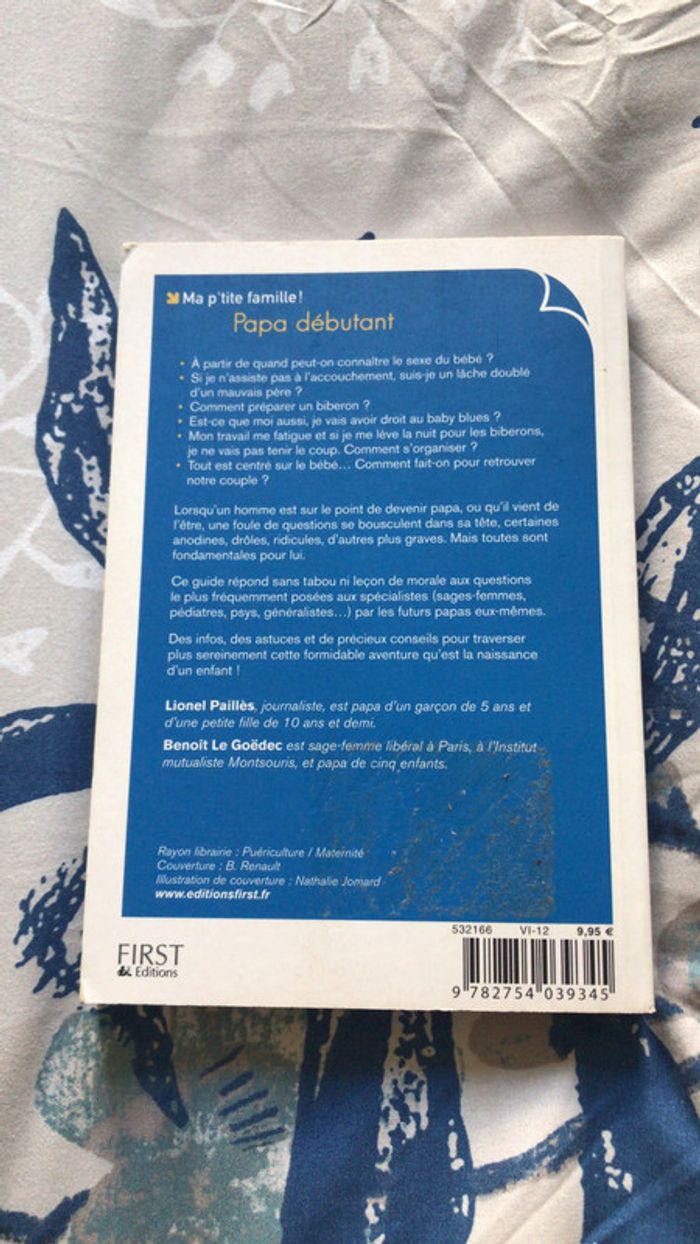 Ma p'tite famille !
Papa débutant
• À partir de quand peut-on connaître le sexe du bébé ?
• Si je n'assiste pas à l'accouchement, suis-je un lâche doublé
d'un mauvais père ?
• Comment préparer un biberon ?
• Est-ce que moi aussi, je vais avoir droit au baby blues ?
• Mon travail me fatigue et si je me lève la nuit pour les biberons,
je ne vais pas tenir le coup. Comment s'organiser ?
• Tout est centré sur le bébé... Comment fait-on pour retrouver
notre couple ?
Lorsqu'un homme est sur le point de devenir papa, ou qu'il vient de
l'être, une foule de questions se bousculent dans sa tête, certaines
anodines, drôles, ridicules, d'autres plus graves. Mais toutes sont
fondamentales pour lui.
Ce guide répond sans tabou ni leçon de morale aux questions
le plus fréquemment posées aux spécialistes (sages-femmes,
pédiatres, psys, généralistes...) par les futurs papas eux-mêmes.
Des infos, des astuces et de précieux conseils pour traverser
plus sereinement cette formidable aventure qu'est la naissance
d'un enfant !
Lionel Paillès, journaliste, est papa d'un garçon de 5 ans et
d'une petite fille de 10 ans et demi.
Benoît Le Goëdec est sage-femme libéral à Paris, à l'Institut
mutualiste Montsouris, et papa de cinq enfants.
Rayon librairie : Puériculture / Maternité
Couverture : B. Renault
Illustration de couverture : Nathalie Jomard
www.editionsfirst.fr
532166 VI-12 9,95 €
FIRST
Editions
9 782754 039345